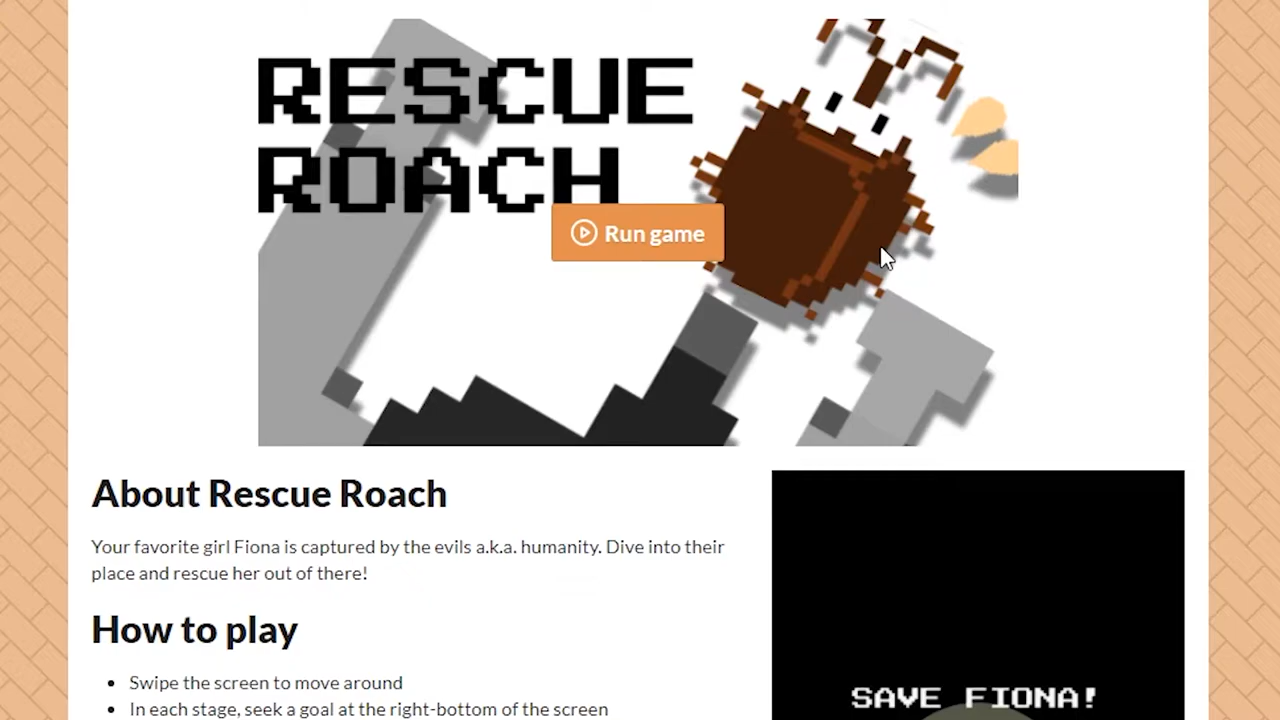 RESCUE
ROACH
Run game
About Rescue Roach
Your favorite girl Fiona is captured by the evils a.k.a. humanity. Dive into their
place and rescue her out of there!
How to play
• Swipe the screen to move around
• In each stage, seek a goal at the right-bottom of the screen
SAVE FIONA!